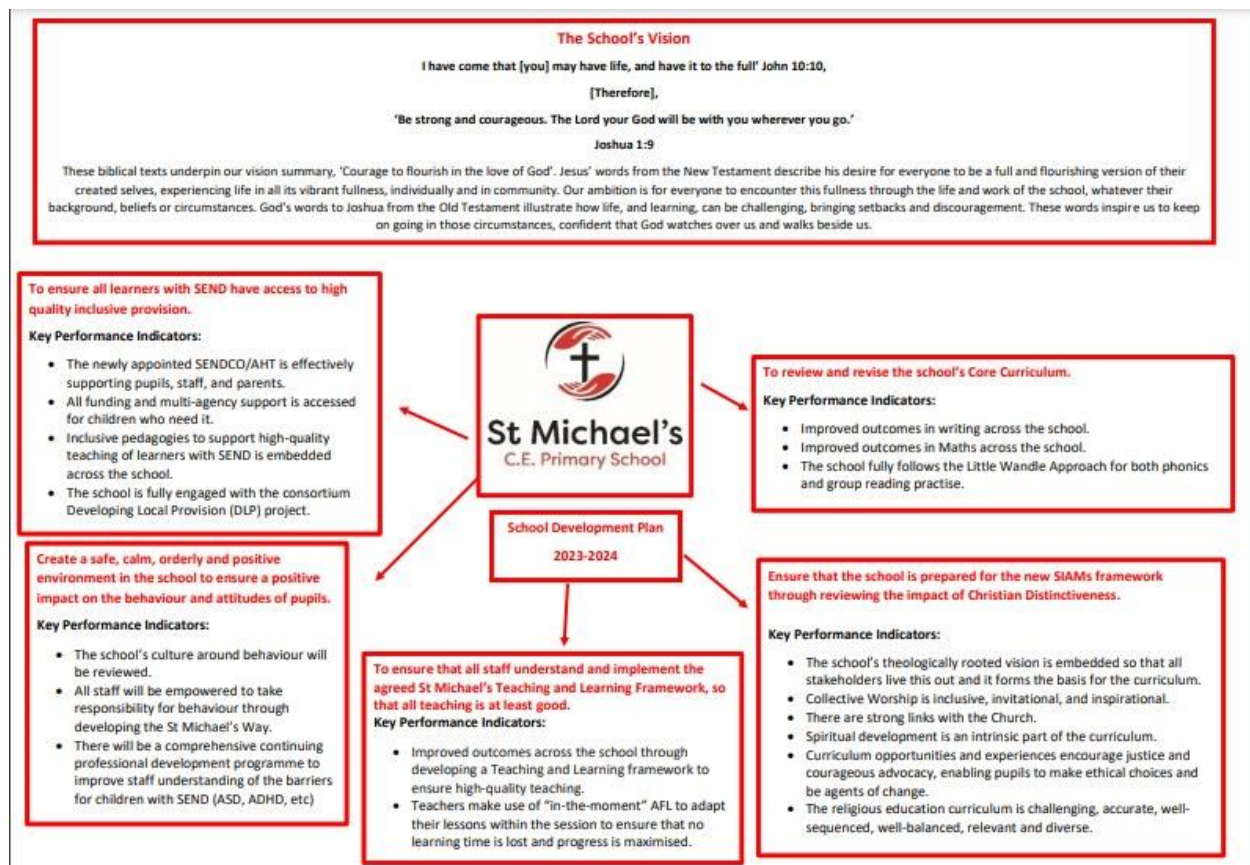 The School's Vision
I have come that [you] may have life, and have it to the full' John 10:10,
[Therefore],
'Be strong and courageous. The Lord your God will be with you wherever you go.'
Joshua 1:9
These biblical texts underpin our vision summary, 'Courage to flourish in the love of God'. Jesus' words from the New Testament describe his desire for everyone to be a full and flourishing version of their
created selves, experiencing life in all its vibrant fullness, individually and in community. Our ambition is for everyone to encounter this fullness through the life and work of the school, whatever their
background, beliefs or circumstances. God's words to Joshua from the Old Testament illustrate how life, and learning, can be challenging, bringing setbacks and discouragement. These words inspire us to keep
on going in those circumstances, confident that God watches over us and walks beside us.
To ensure all learners with SEND have access to high
quality inclusive provision.
Key Performance Indicators:
• The newly appointed SENDCO/AHT is effectively
supporting pupils, staff, and parents.
• All funding and multi-agency support is accessed
for children who need it.
• Inclusive pedagogies to support high-quality
teaching of learners with SEND is embedded
across the school.
• The school is fully engaged with the consortium
Developing Local Provision (DLP) project.
St Michael's
C.E. Primary School
To review and revise the school's Core Curriculum.
Key Performance Indicators:
• Improved outcomes in writing across the school.
• Improved outcomes in Maths across the school.
• The school fully follows the Little Wandle Approach for both phonics
and group reading practise.
School Development Plan
2023-2024
Create a safe, calm, orderly and positive
environment in the school to ensure a positive
impact on the behaviour and attitudes of pupils.
Key Performance Indicators:
• The school's culture around behaviour will
be reviewed.
• All staff will be empowered to take
responsibility for behaviour through
developing the St Michael's Way.
• There will be a comprehensive continuing
professional development programme to
improve staff understanding of the barriers
for children with SEND (ASD, ADHD, etc)
To ensure that all staff understand and implement the
agreed St Michael's Teaching and Learning Framework, so
that all teaching is at least good.
Key Performance Indicators:
• Improved outcomes across the school through
developing a Teaching and Learning framework to
ensure high-quality teaching.
• Teachers make use of "in-the-moment" AFL to adapt
their lessons within the session to ensure that no
learning time is lost and progress is maximised.
Ensure that the school is prepared for the new SIAMs framework
through reviewing the impact of Christian Distinctiveness.
Key Performance Indicators:
• The school's theologically rooted vision is embedded so that all
stakeholders live this out and it forms the basis for the curriculum.
• Collective Worship is inclusive, invitational, and inspirational.
• There are strong links with the Church.
• Spiritual development is an intrinsic part of the curriculum.
• Curriculum opportunities and experiences encourage justice and
courageous advocacy, enabling pupils to make ethical choices and
be agents of change.
• The religious education curriculum is challenging, accurate, well-
sequenced, well-balanced, relevant and diverse.